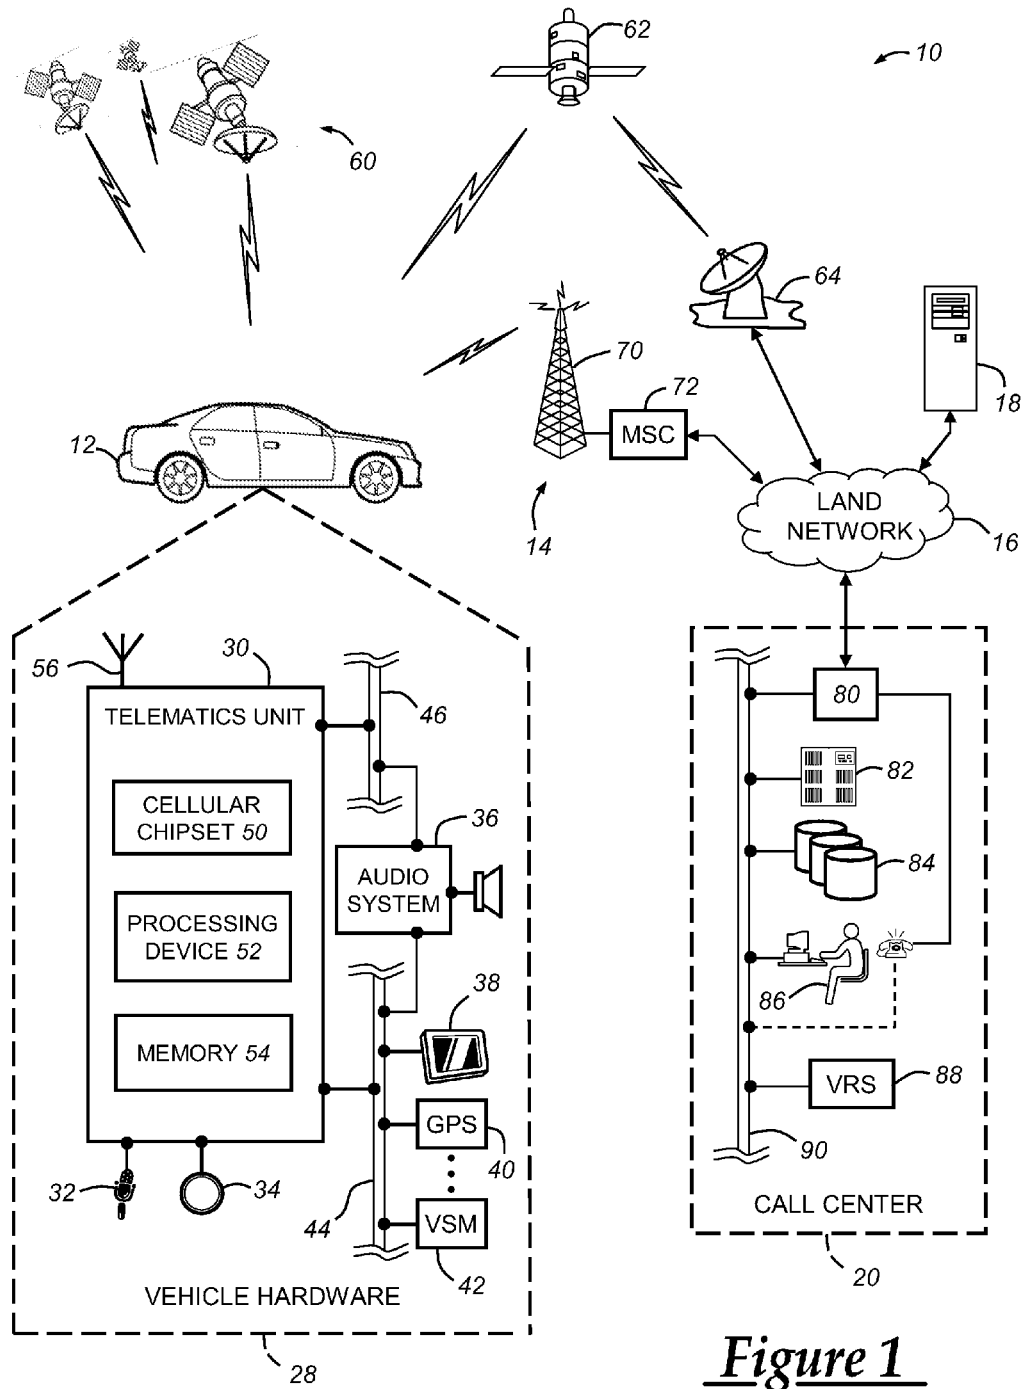 62
10
60
64
70
18
72
MSC
12
LAND
NETWORK
16
14
56
30
TELEMATICS UNIT
46
CELLULAR
CHIPSET 50
36
AUDIO
SYSTEM
PROCESSING
DEVICE 52
38
MEMORY 54
GPS
40
32
34
44
VSM
42
VEHICLE HARDWARE
28
80
82
84
86
VRS
88
90
CALL CENTER
20
Figure 1